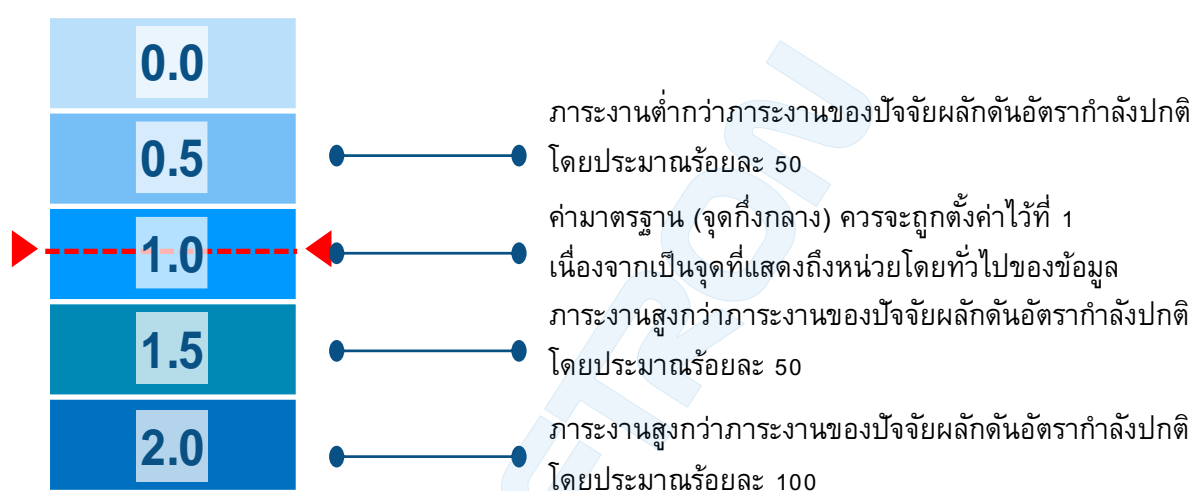 0.0
0.5
ภาระงานต่ำกว่าภาระงานของปัจจัยผลักดันอัตรากำลังปกติ
โดยประมาณร้อยละ 50
1.0
ค่ามาตรฐาน (จุดกึ่งกลาง) ควรจะถูกตั้งค่าไว้ที่ 1
เนื่องจากเป็นจุดที่แสดงถึงหน่วยโดยทั่วไปของข้อมูล
1.5
ภาระงานสูงกว่าภาระงานของปัจจัยผลักดันอัตรากำลังปกติ
โดยประมาณร้อยละ 50
2.0
ภาระงานสูงกว่าภาระงานของปัจจัยผลักดันอัตรากำลังปกติ
โดยประมาณร้อยละ 100